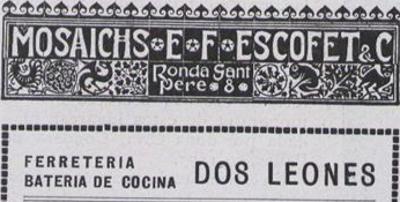 MOSAICHS E F ESCOFET & C
Ronda Sant
Pere 8
FERRETERIA
BATERIA DE COCINA
DOS LEONES